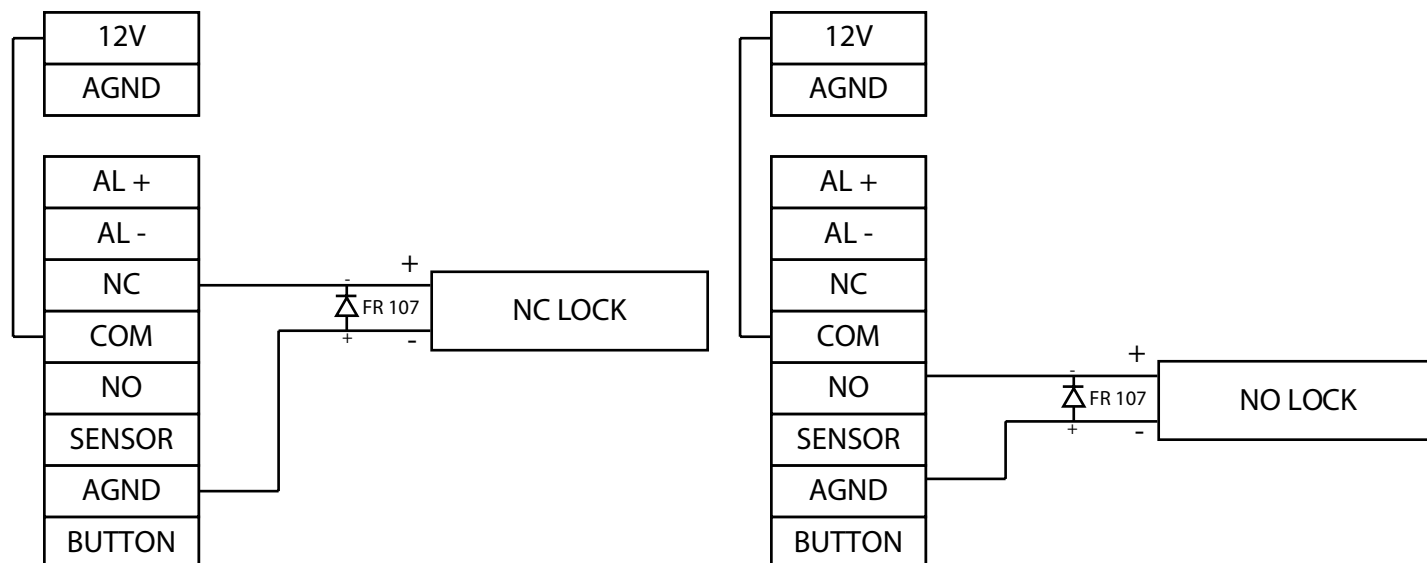 12V
AGND
AL +
AL -
NC
COM
NO
SENSOR
AGND
BUTTON
+
-
-
+
FR 107
NC LOCK
12V
AGND
AL +
AL -
NC
COM
NO
SENSOR
AGND
BUTTON
+
-
-
+
FR 107
NO LOCK